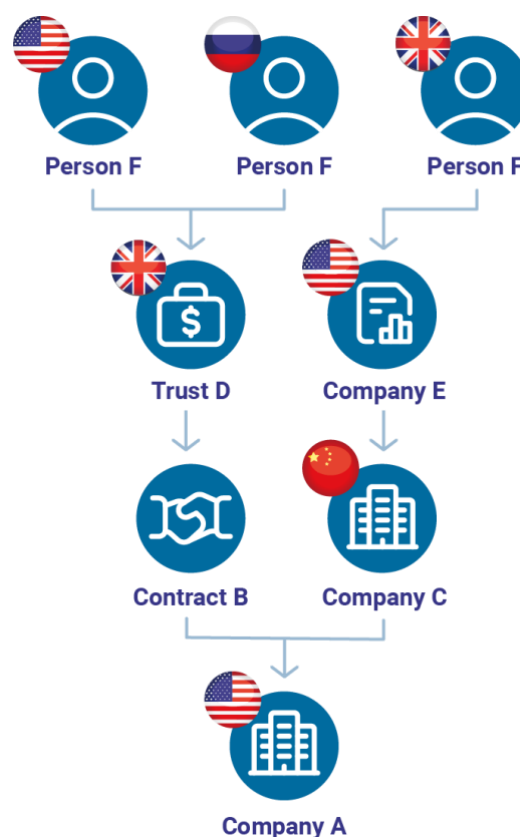 Person F
Person F
Person F
$
Trust D
Company E
Contract B
Company C
Company A